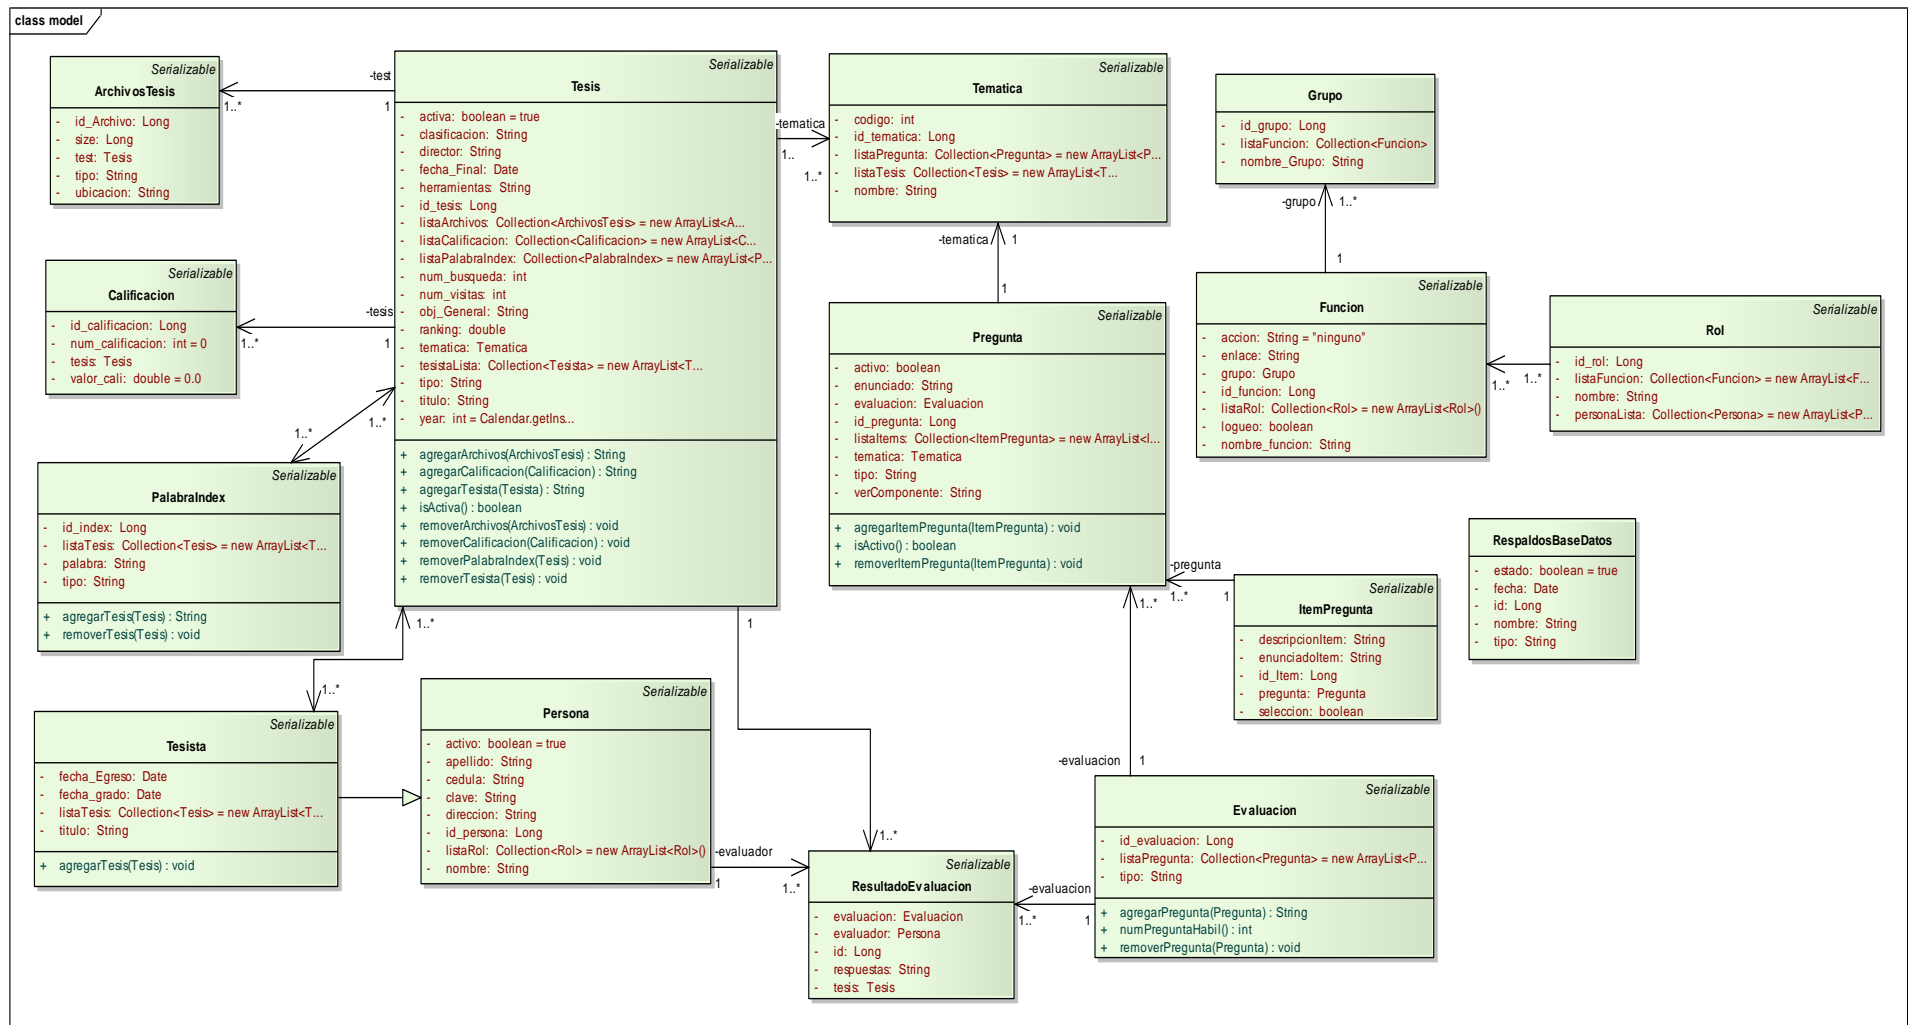 class model
Serializable
ArchivosTesis
- id_Archivo: Long
- size: Long
- test: Tesis
- tipo: String
- ubicacion: String
-test
1..*
1
Serializable
Calificacion
- id_calificacion: Long
- num_calificacion: int = 0
- tesis: Tesis
- valor_cali: double = 0.0
-tesis
1..*
1
Serializable
PalabraIndex
- id_index: Long
- listaTesis: Collection<Tesis> = new ArrayList<T...
- palabra: String
- tipo: String
+ agregarTesis(Tesis) : String
+ removerTesis(Tesis) : void
1..*
1..*
Serializable
Tesis
- activa: boolean = true
- clasificacion: String
- director: String
- fecha_Final: Date
- herramientas: String
- id_tesis: Long
- listaArchivos: Collection<ArchivosTesis> = new ArrayList<A...
- listaCalificacion: Collection<Calificacion> = new ArrayList<C...
- listaPalabraIndex: Collection<PalabraIndex> = new ArrayList<P...
- num_busqueda: int
- num_visitas: int
- obj_General: String
- ranking: double
- tematica: Tematica
- tesistaLista: Collection<Tesista> = new ArrayList<T...
- tipo: String
- titulo: String
- year: int = Calendar.getIns...
+ agregarArchivos(ArchivosTesis) : String
+ agregarCalificacion(Calificacion) : String
+ agregarTesista(Tesista) : String
+ isActiva() : boolean
+ removerArchivos(ArchivosTesis) : void
+ removerCalificacion(Calificacion) : void
+ removerPalabraIndex(Tesis) : void
+ removerTesista(Tesis) : void
1..*
1..*
1
1..*
-tematica
1..
1..*
Serializable
Tematica
- codigo: int
- id_tematica: Long
- listaPregunta: Collection<Pregunta> = new ArrayList<P...
- listaTesis: Collection<Tesis> = new ArrayList<T...
- nombre: String
-tematica
1
1
Serializable
Pregunta
- activo: boolean
- enunciado: String
- evaluacion: Evaluacion
- id_pregunta: Long
- listaItems: Collection<ItemPregunta> = new ArrayList<I...
- tematica: Tematica
- tipo: String
- verComponente: String
+ agregarItemPregunta(ItemPregunta) : void
+ isActivo() : boolean
+ removerItemPregunta(ItemPregunta) : void
Grupo
- id_grupo: Long
- listaFuncion: Collection<Funcion>
- nombre_Grupo: String
-grupo
1..*
1
Serializable
Funcion
- accion: String = "ninguno"
- enlace: String
- grupo: Grupo
- id_funcion: Long
- listaRol: Collection<Rol> = new ArrayList<Rol>()
- logueo: boolean
- nombre_funcion: String
1..*
1..*
Serializable
Rol
- id_rol: Long
- listaFuncion: Collection<Funcion> = new ArrayList<F...
- nombre: String
- personaLista: Collection<Persona> = new ArrayList<P...
RespaldosBaseDatos
- estado: boolean = true
- fecha: Date
- id: Long
- nombre: String
- tipo: String
-pregunta
1..*
1
Serializable
ItemPregunta
- descripcionItem: String
- enunciadoItem: String
- id_Item: Long
- pregunta: Pregunta
- seleccion: boolean
1..*
-evaluacion
1
Serializable
Tesista
- fecha_Egreso: Date
- fecha_grado: Date
- listaTesis: Collection<Tesis> = new ArrayList<T...
- titulo: String
+ agregarTesis(Tesis) : void
Serializable
Persona
- activo: boolean = true
- apellido: String
- cedula: String
- clave: String
- direccion: String
- id_persona: Long
- listaRol: Collection<Rol> = new ArrayList<Rol>()
- nombre: String
-evaluador
1
1..*
Serializable
ResultadoEvaluacion
- evaluacion: Evaluacion
- evaluador: Persona
- id: Long
- respuestas: String
- tesis: Tesis
-evaluacion
1..*
1
Serializable
Evaluacion
- id_evaluacion: Long
- listaPregunta: Collection<Pregunta> = new ArrayList<P...
- tipo: String
+ agregarPregunta(Pregunta) : String
+ numPreguntaHabil() : int
+ removerPregunta(Pregunta) : void